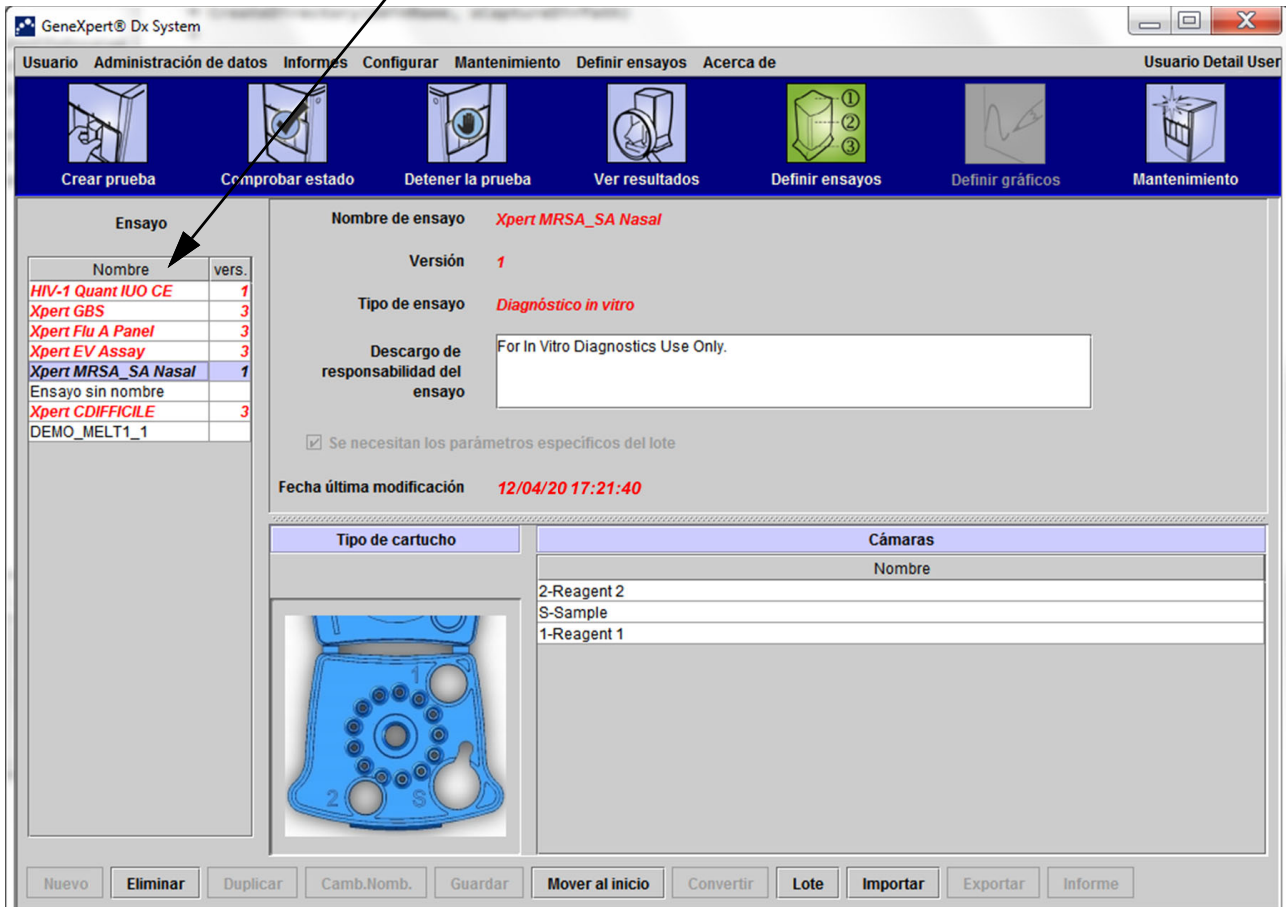 GeneXpert® Dx System
Usuario Administración de datos Informes Configurar Mantenimiento Definir ensayos Acerca de Usuario Detail User
Crear prueba Comprobar estado Detener la prueba Ver resultados Definir ensayos Definir gráficos Mantenimiento
Ensayo
Nombre vers.
HIV-1 Quant IUO CE 1
Xpert GBS 3
Xpert Flu A Panel 3
Xpert EV Assay 3
Xpert MRSA_SA Nasal 1
Ensayo sin nombre
Xpert CDIFFICILE 3
DEMO_MELT1_1
Nombre de ensayo Xpert MRSA_SA Nasal
Versión 1
Tipo de ensayo Diagnóstico in vitro
Descargo de
responsabilidad del
ensayo
For In Vitro Diagnostics Use Only.
Se necesitan los parámetros específicos del lote
Fecha última modificación 12/04/20 17:21:40
Tipo de cartucho
Cámaras
Nombre
2-Reagent 2
S-Sample
1-Reagent 1
1
2 S
Nuevo Eliminar Duplicar Camb.Nomb. Guardar Mover al inicio Convertir Lote Importar Exportar Informe